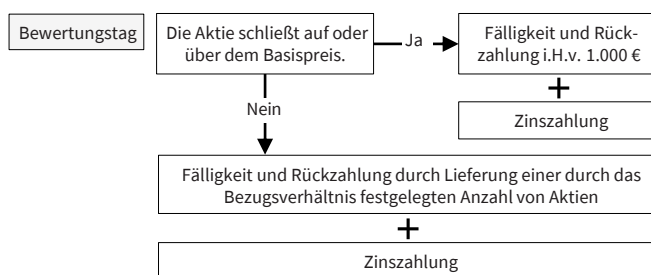 Bewertungstag
Die Aktie schließt auf oder
über dem Basispreis.
Ja
Fälligkeit und Rück-
zahlung i.H.v. 1.000 €
+
Zinszahlung
Nein
Fälligkeit und Rückzahlung durch Lieferung einer durch das
Bezugsverhältnis festgelegten Anzahl von Aktien
+
Zinszahlung